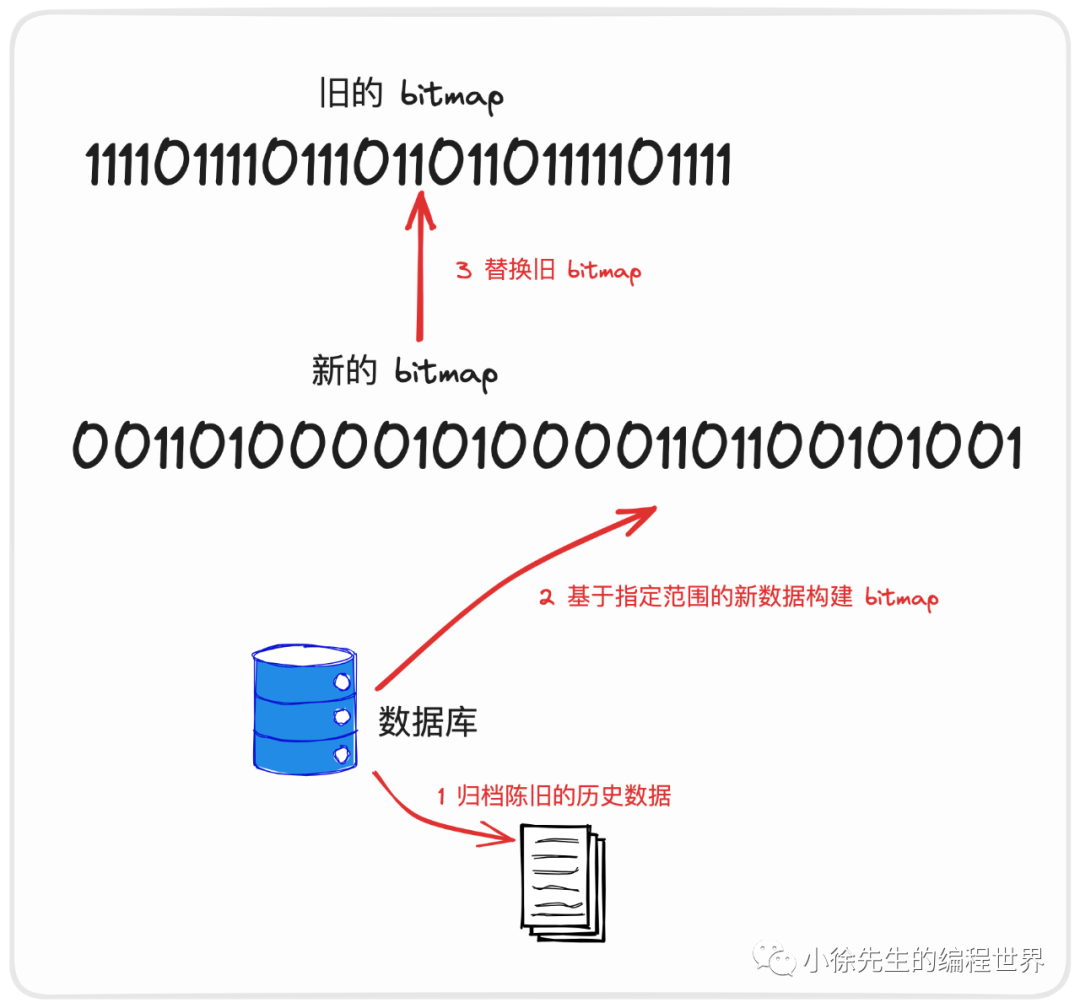 旧的 bitmap
111101111011101101101111101111
3 替换旧 bitmap
新的 bitmap
001101000010100001101100101001
2 基于指定范围的新数据构建 bitmap
数据库
1 归档陈旧的历史数据
小徐先生的编程世界